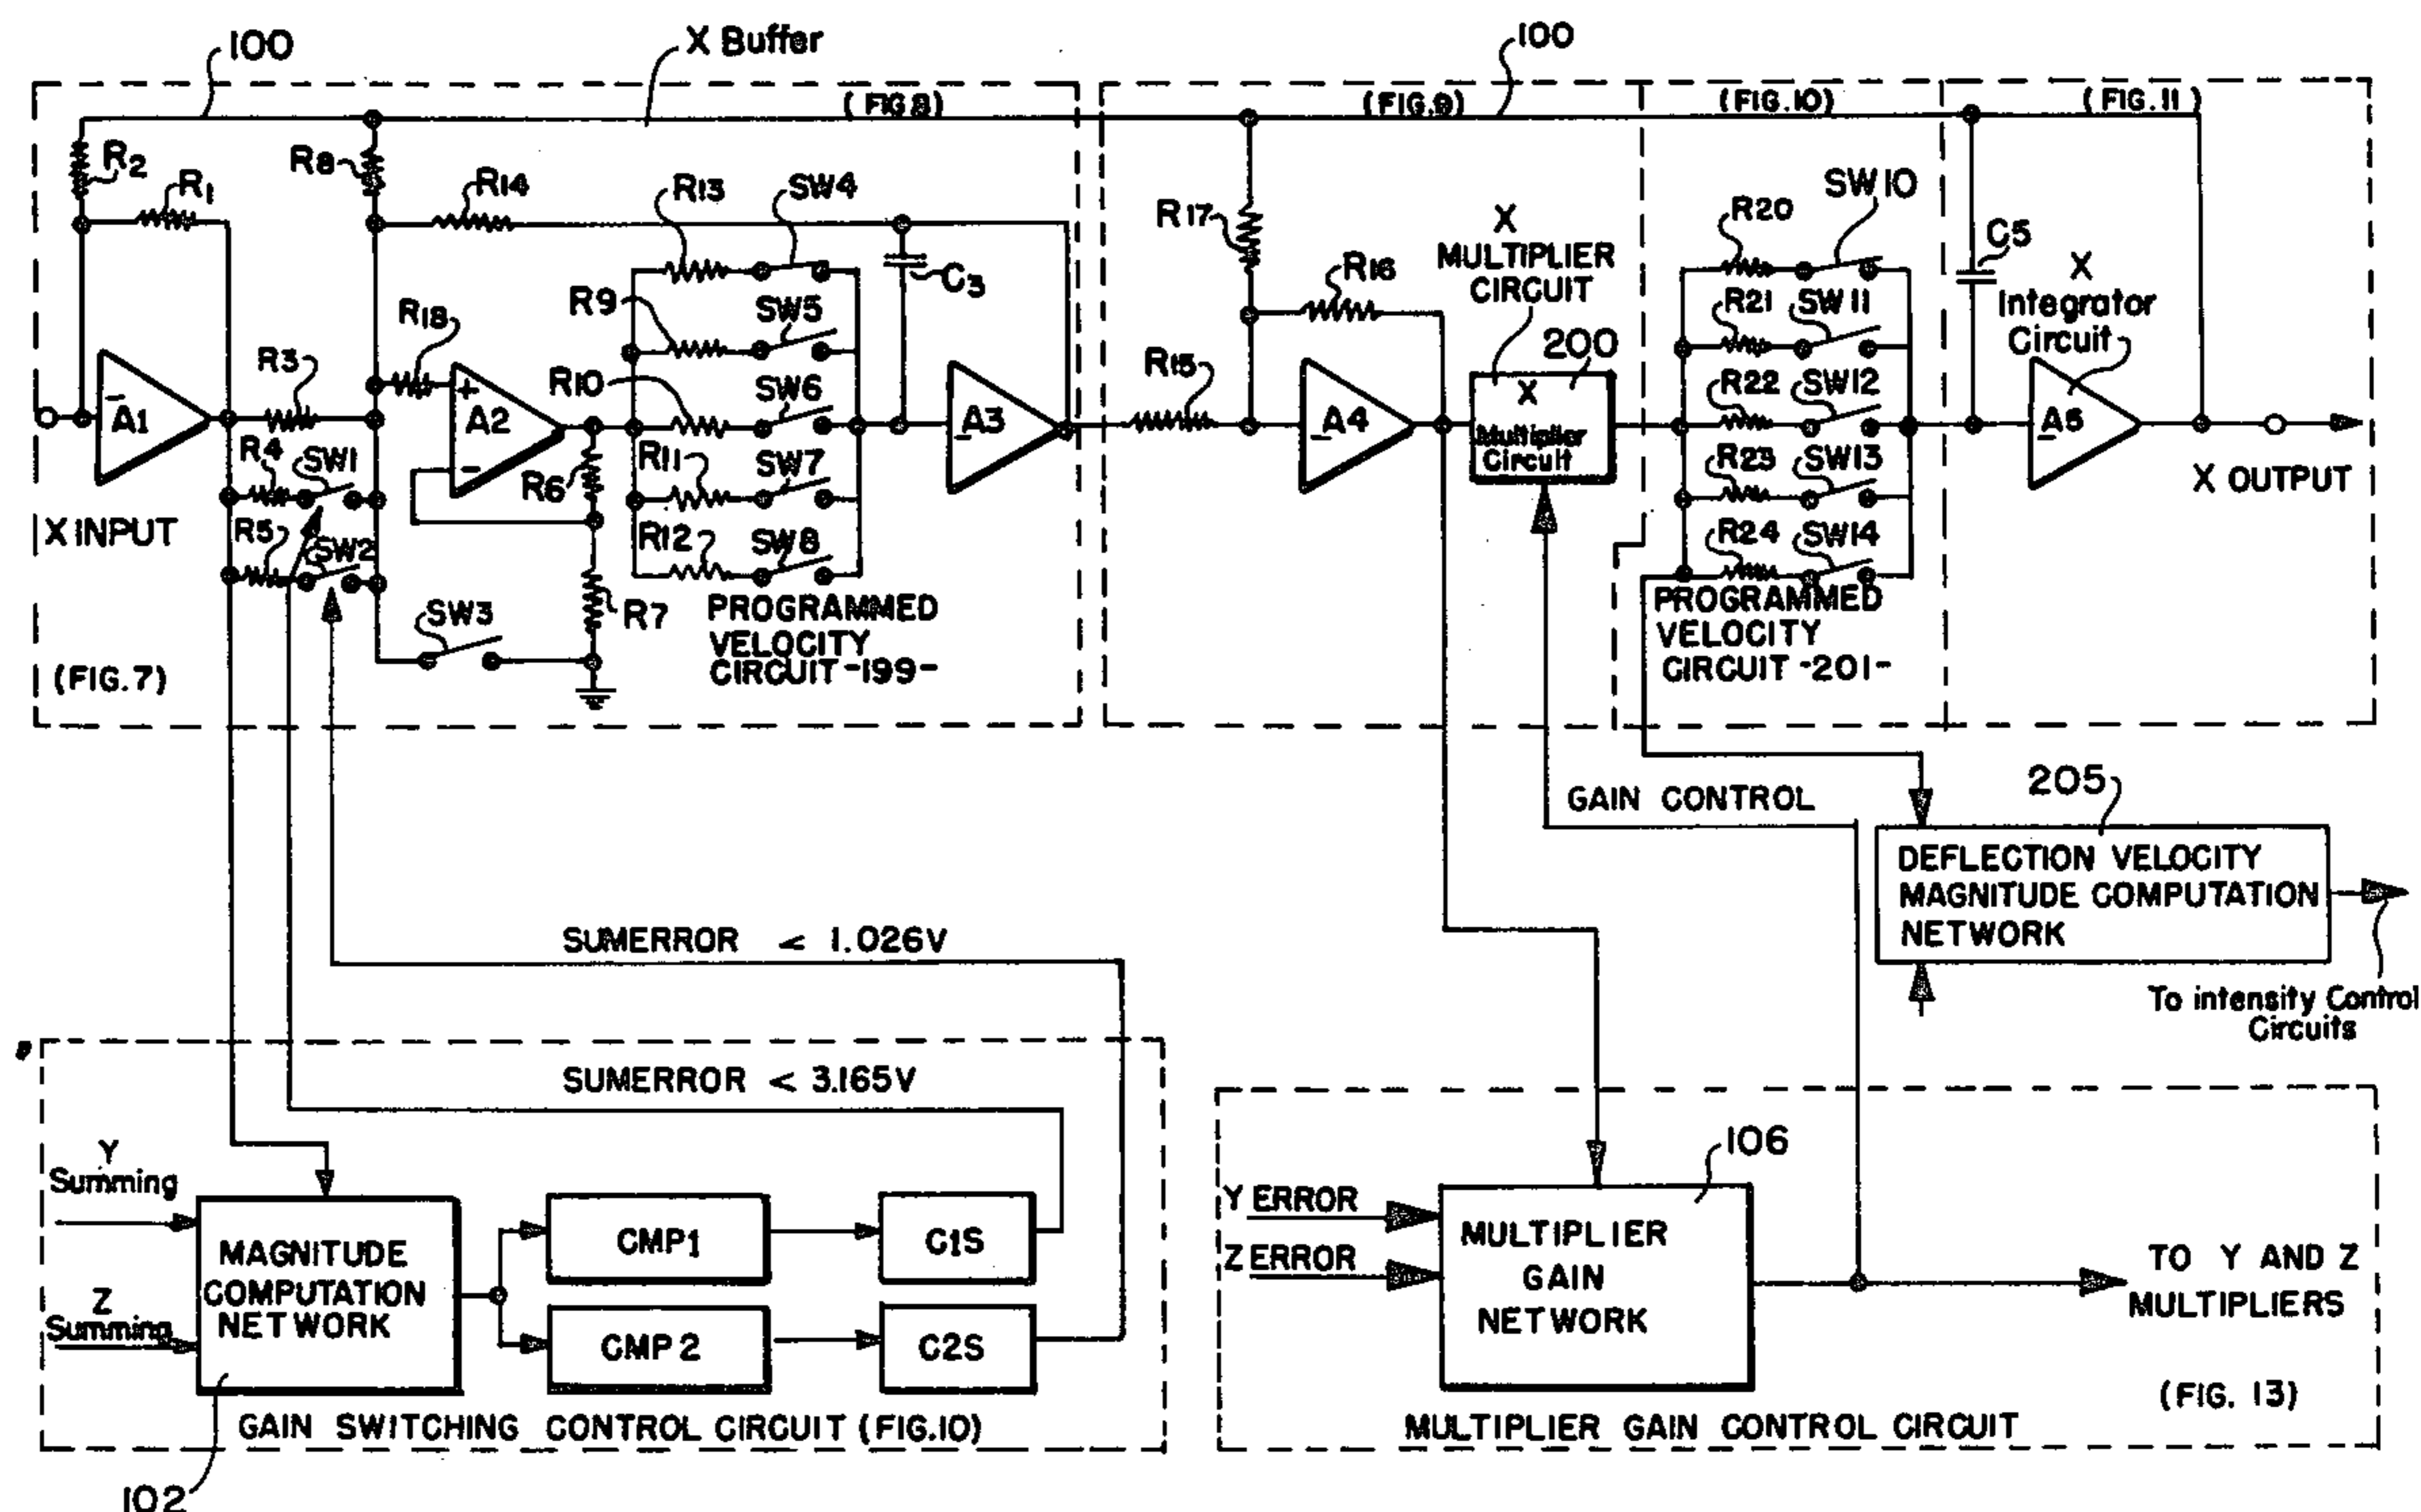 100
X Buffer
100
(FIG.8)
(FIG.9)
(FIG.10)
(FIG.11)
R2
R1
R8
R14
R13
SW4
C3
R17
R16
X
MULTIPLIER
CIRCUIT
200
R20
SW10
C5
X
Integrator
Circuit
R21
SW11
R9
SW5
R18
R3
R10
SW6
R15
R22
SW12
- A1
+
A2
-
- A3
- A4
X
Multiplier
Circuit
- A5
R4
SW1
R6
R11
SW7
R23
SW13
X OUTPUT
X INPUT
R5
SW2
R12
SW8
R24
SW14
SW3
R7
PROGRAMMED
VELOCITY
CIRCUIT -199-
PROGRAMMED
VELOCITY
CIRCUIT -201-
(FIG.7)
GAIN CONTROL
205
DEFLECTION VELOCITY
MAGNITUDE COMPUTATION
NETWORK
To intensity Control
Circuits
SUMERROR < 1.026V
SUMERROR < 3.165V
Y
Summing
Z
Summing
MAGNITUDE
COMPUTATION
NETWORK
CMP1
C1S
CMP2
C2S
GAIN SWITCHING CONTROL CIRCUIT (FIG.10)
102
106
Y ERROR
Z ERROR
MULTIPLIER
GAIN
NETWORK
TO Y AND Z
MULTIPLIERS
(FIG. 13)
MULTIPLIER GAIN CONTROL CIRCUIT